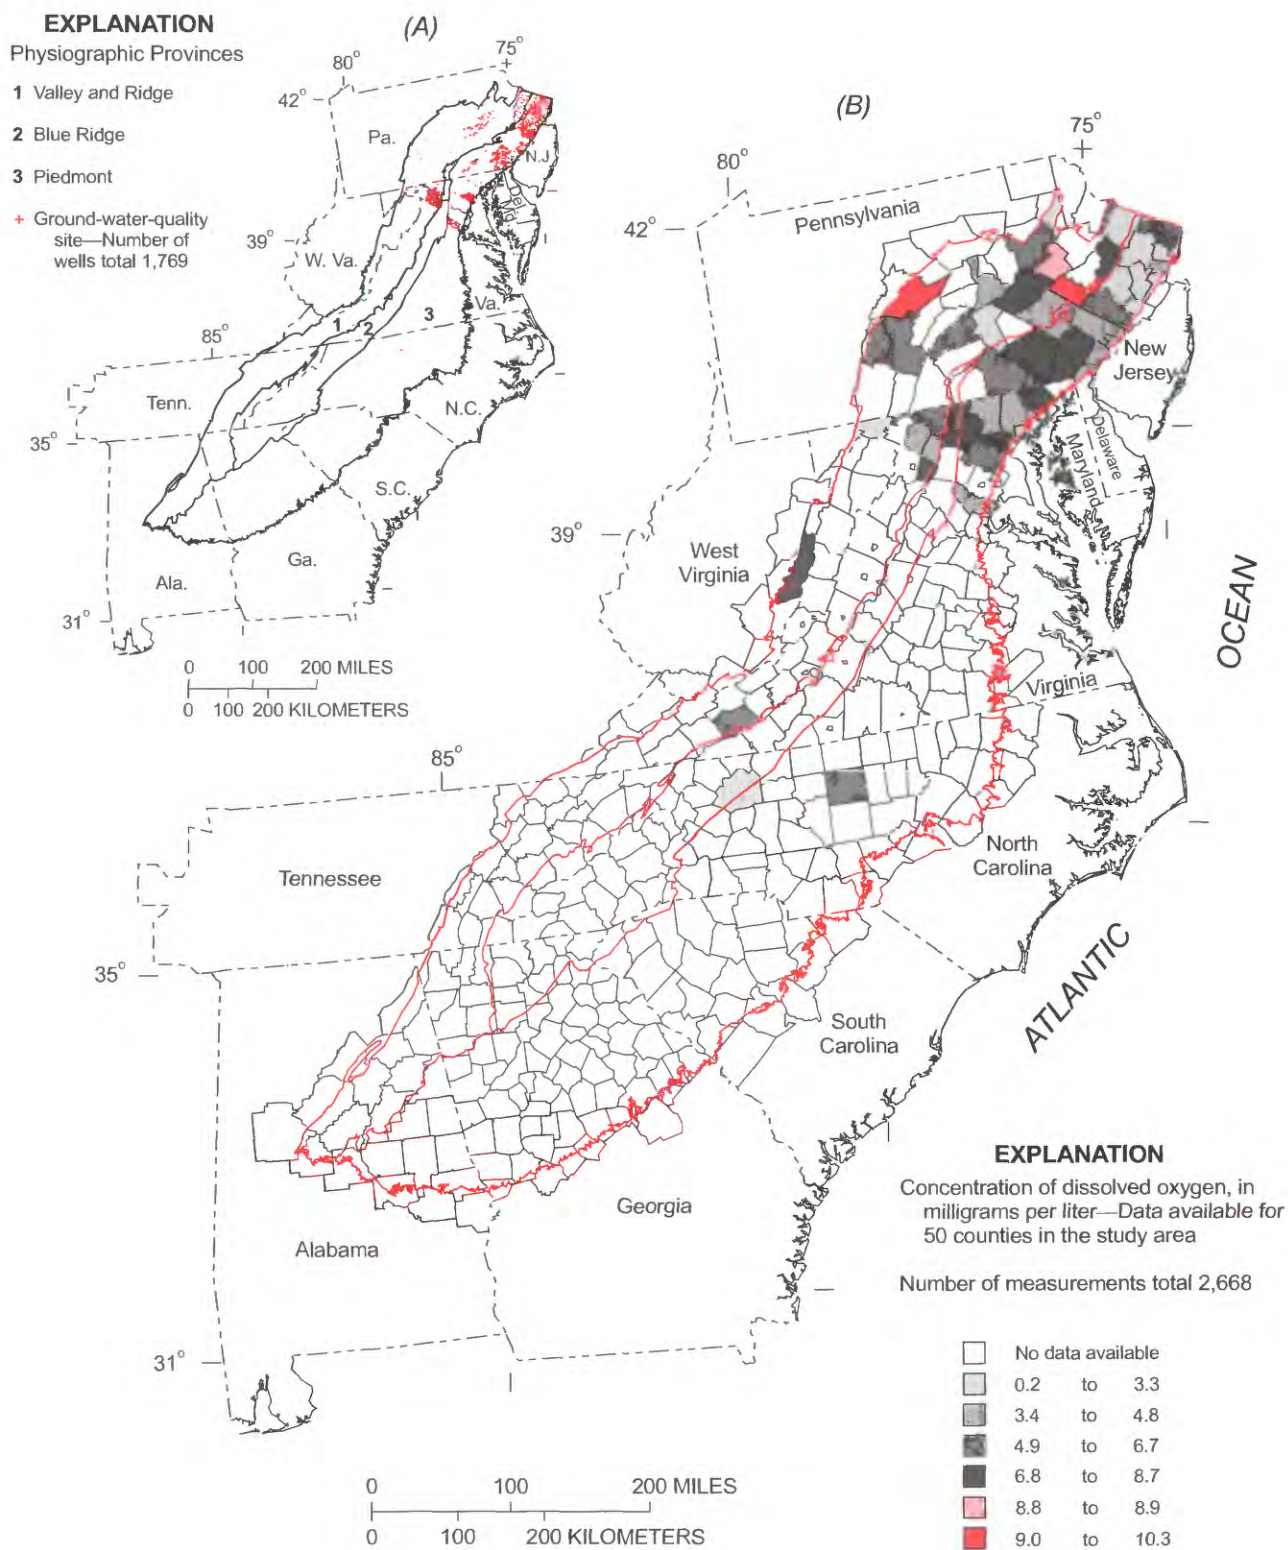 EXPLANATION
Physiographic Provinces
1 Valley and Ridge
2 Blue Ridge
3 Piedmont
+ Ground-water-quality
site—Number of
wells total 1,769
(A)
80°
75°
42°
Pa.
N.J
Del.
Md.
39°
W. Va.
Va.
1
2
3
85°
Tenn.
N.C.
35°
S.C.
Ga.
Ala.
31°
0 100 200 MILES
0 100 200 KILOMETERS
(B)
75°
80°
42°
Pennsylvania
New
Jersey
Delaware
Maryland
39°
West
Virginia
OCEAN
Virginia
85°
North
Carolina
Tennessee
35°
ATLANTIC
South
Carolina
Georgia
Alabama
31°
0 100 200 MILES
0 100 200 KILOMETERS
EXPLANATION
Concentration of dissolved oxygen, in
milligrams per liter—Data available for
50 counties in the study area
Number of measurements total 2,668
No data available
0.2 to 3.3
3.4 to 4.8
4.9 to 6.7
6.8 to 8.7
8.8 to 8.9
9.0 to 10.3